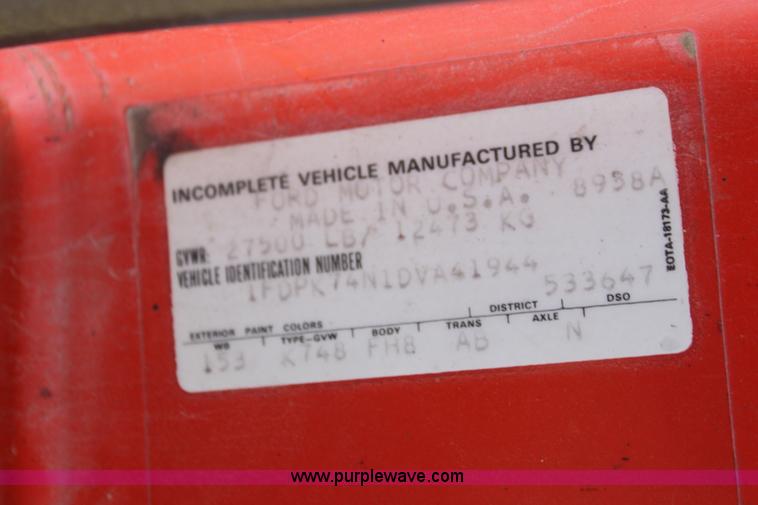 INCOMPLETE VEHICLE MANUFACTURED BY
FORD MOTOR COMPANY
MADE IN U.S.A. 8958A
GVWR: 27500 LB/ 12473 KG
VEHICLE IDENTIFICATION NUMBER
1FDPK74N1DVA41944
533647
EOTA-18173-AA
EXTERIOR PAINT COLORS DISTRICT DSO
WB TYPE-GVW BODY TRANS AXLE
153 K748 FH8 AB N
www.purplewave.com